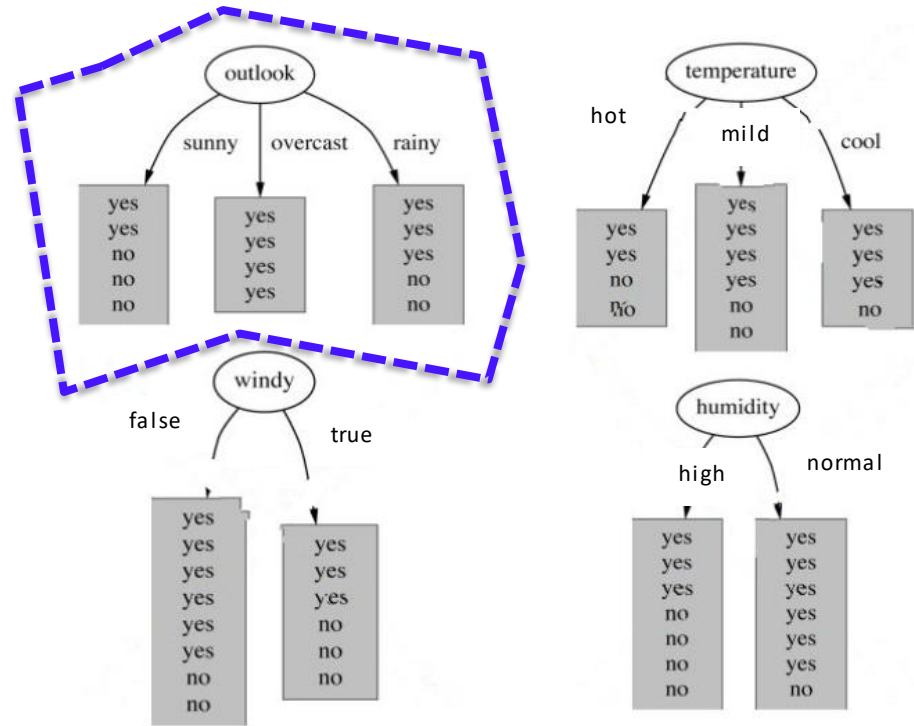 outlook
sunny
overcast
rainy
yes
yes
no
no
no
yes
yes
yes
yes
yes
yes
yes
no
no
temperature
hot
mild
cool
yes
yes
no
no
yes
yes
yes
yes
no
no
yes
yes
yes
no
windy
false
true
yes
yes
yes
yes
yes
yes
no
no
yes
yes
yes
no
no
no
humidity
high
normal
yes
yes
yes
no
no
no
no
yes
yes
yes
yes
yes
yes
no